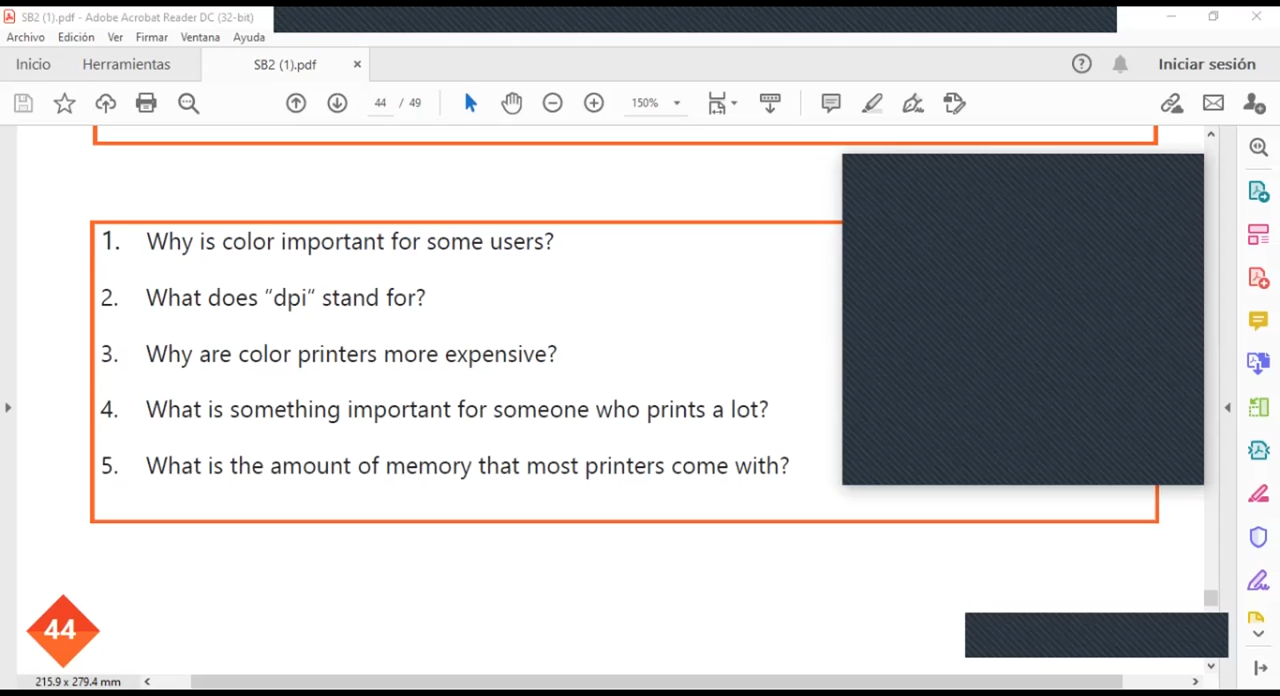 SB2 (1).pdf - Adobe Acrobat Reader DC (32-bit)
Archivo Edición Ver Firmar Ventana Ayuda
Inicio Herramientas SB2 (1).pdf × Iniciar sesión
44 / 49 150%
1. Why is color important for some users?
2. What does “dpi” stand for?
3. Why are color printers more expensive?
4. What is something important for someone who prints a lot?
5. What is the amount of memory that most printers come with?
44
215.9 x 279.4 mm